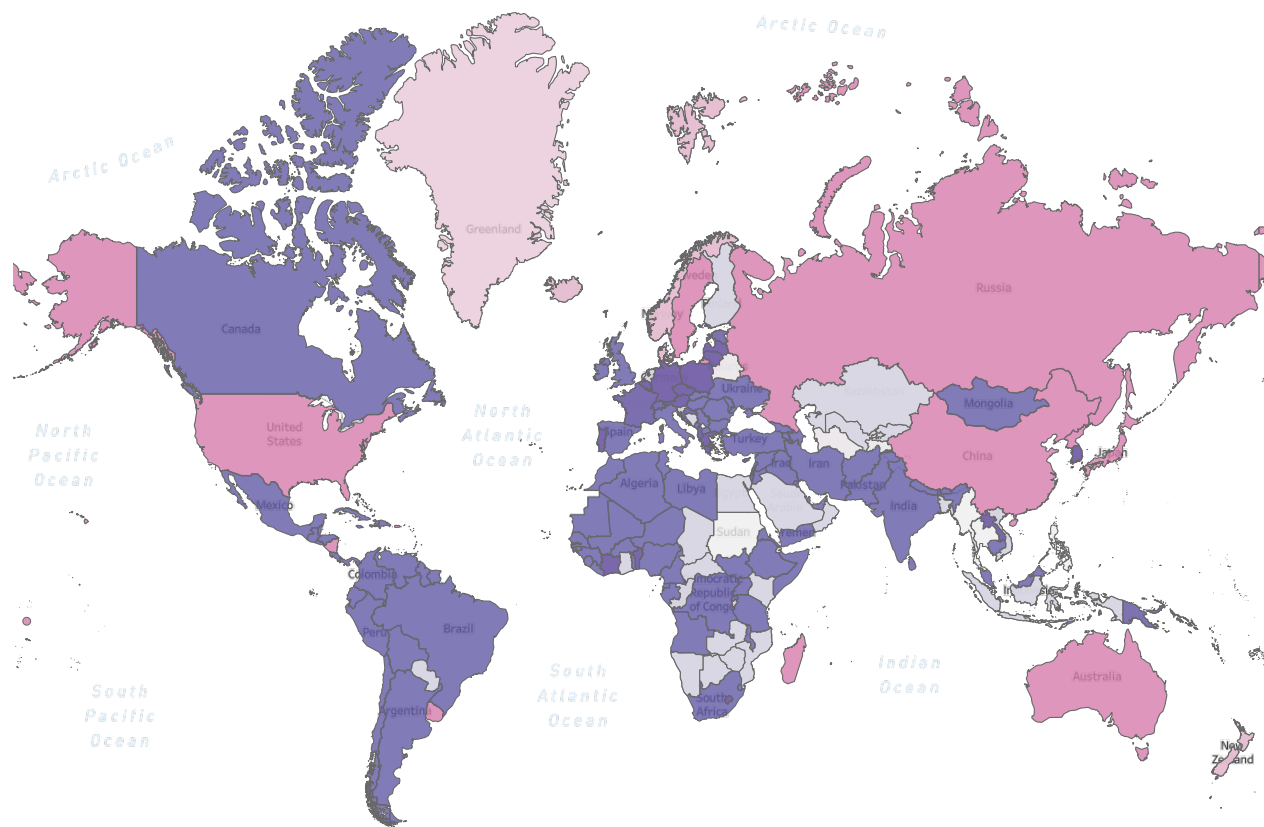 Arctic Ocean
Arctic Ocean
Greenland
Russia
Canada
Ukraine
Mongolia
North
Pacific
Ocean
United
States
North
Atlantic
Ocean
Spain
Turkey
China
Iran
Algeria
Libya
Pakistan
India
Mexico
Sudan
Yemen
Colombia
Republic
of Congo
Peru
Brazil
South
Pacific
Ocean
South
Atlantic
Ocean
Indian
Ocean
Australia
South
Africa
Argentina
New
Zealand